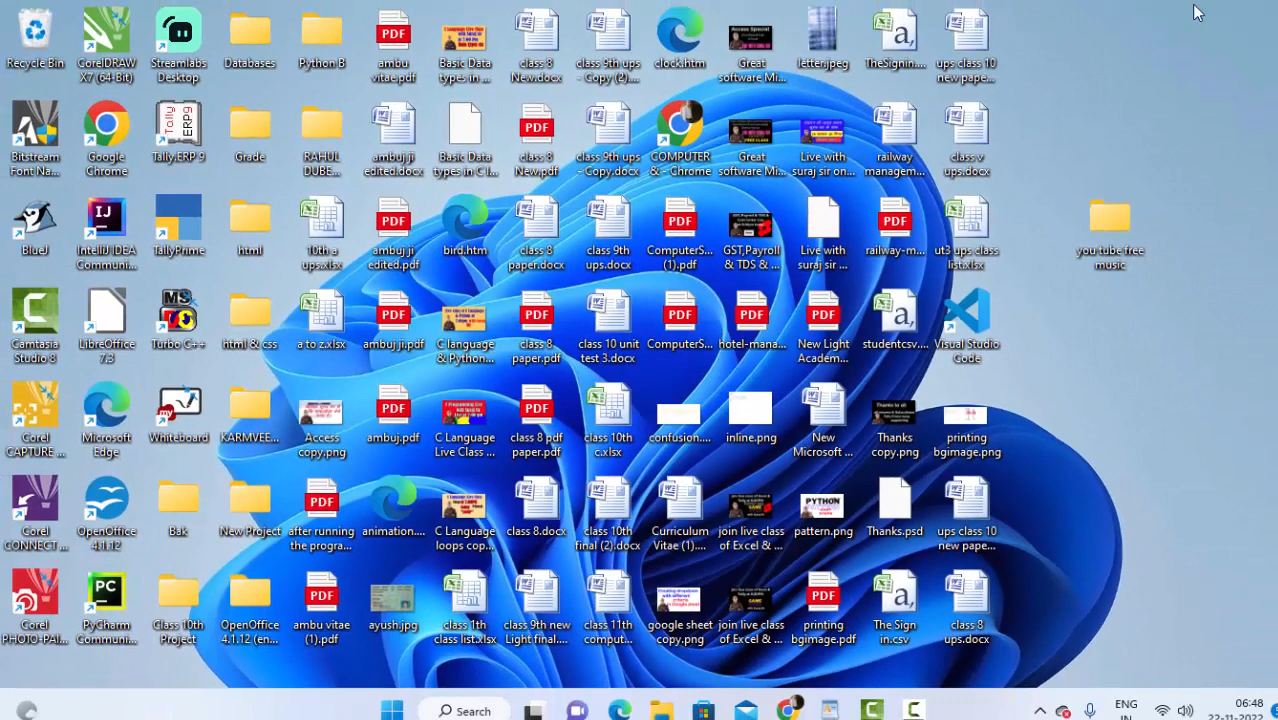 Recycle Bin
CorelDRAW
X7 (64-Bit)
Streamlabs
Desktop
Databases
Python B
ambu
vitae.pdf
Basic Data
types in ...
class 8
New.docx
class 9th ups
- Copy (2)....
clock.htm
Great
software Mi...
letter.jpeg
TheSignin....
ups class 10
new pape...
Bitstream
Font Na...
Google
Chrome
Tally.ERP 9
Grade
RAHUL
DUBE...
ambuj ji
edited.docx
Basic Data
types in C l...
class 8
New.pdf
class 9th ups
- Copy.docx
COMPUTER
& - Chrome
Great
software Mi...
Live with
suraj sir on...
railway
managem...
class v
ups.docx
BlueJ
IntelliJ IDEA
Communi...
TallyPrime
html
10th a
ups.xlsx
ambuj ji
edited.pdf
bird.htm
class 8
paper.docx
class 9th
ups.docx
ComputerS...
(1).pdf
GST,Payroll
& TDS & ...
Live with
suraj sir ...
railway-m...
ut3 ups class
list.xlsx
you tube free
music
Camtasia
Studio 8
LibreOffice
7.3
Turbo C++
html & css
a to z.xlsx
ambuj ji.pdf
C language
& Python...
class 8
paper.pdf
class 10 unit
test 3.docx
ComputerS...
hotel-mana...
New Light
Academ...
studentcsv....
Visual Studio
Code
Corel
CAPTURE ...
Microsoft
Edge
Whiteboard
KARMVEE...
Access
copy.png
ambuj.pdf
C Language
Live Class ...
class 8 pdf
paper.pdf
class 10th
c.xlsx
confusion....
inline.png
New
Microsoft ...
Thanks
copy.png
printing
bgimage.png
Corel
CONNECT ...
OpenOffice
4.1.12
Bak
New Project
after running
the progra...
animation....
C Language
loops cop...
class 8.docx
class 10th
final (2).docx
Curriculum
Vitae (1)....
join live class
of Excel & ...
pattern.png
Thanks.psd
ups class 10
new pape...
Corel
PHOTO-PAI...
PyCharm
Communi...
Class 10th
Project
OpenOffice
4.1.12 (en...
ambu vitae
(1).pdf
ayush.jpg
class 1th
class list.xlsx
class 9th new
Light final....
class 11th
comput...
google sheet
copy.png
join live class
of Excel & ...
printing
bgimage.pdf
The Sign
in.csv
class 8
ups.docx
Search
ENG
IN
06:48
22-11-2022